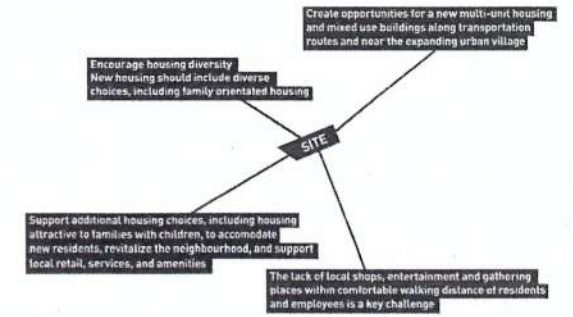 Create opportunities for a new multi-unit housing
and mixed use buildings along transportation
routes and near the expanding urban village
Encourage housing diversity
New housing should include diverse
choices, including family orientated housing
SITE
Support additional housing choices, including housing
attractive to families with children, to accomodate
new residents, revitalize the neighbourhood, and support
local retail, services, and amenities
The lack of local shops, entertainment and gathering
places within comfortable walking distance of residents
and employees is a key challenge